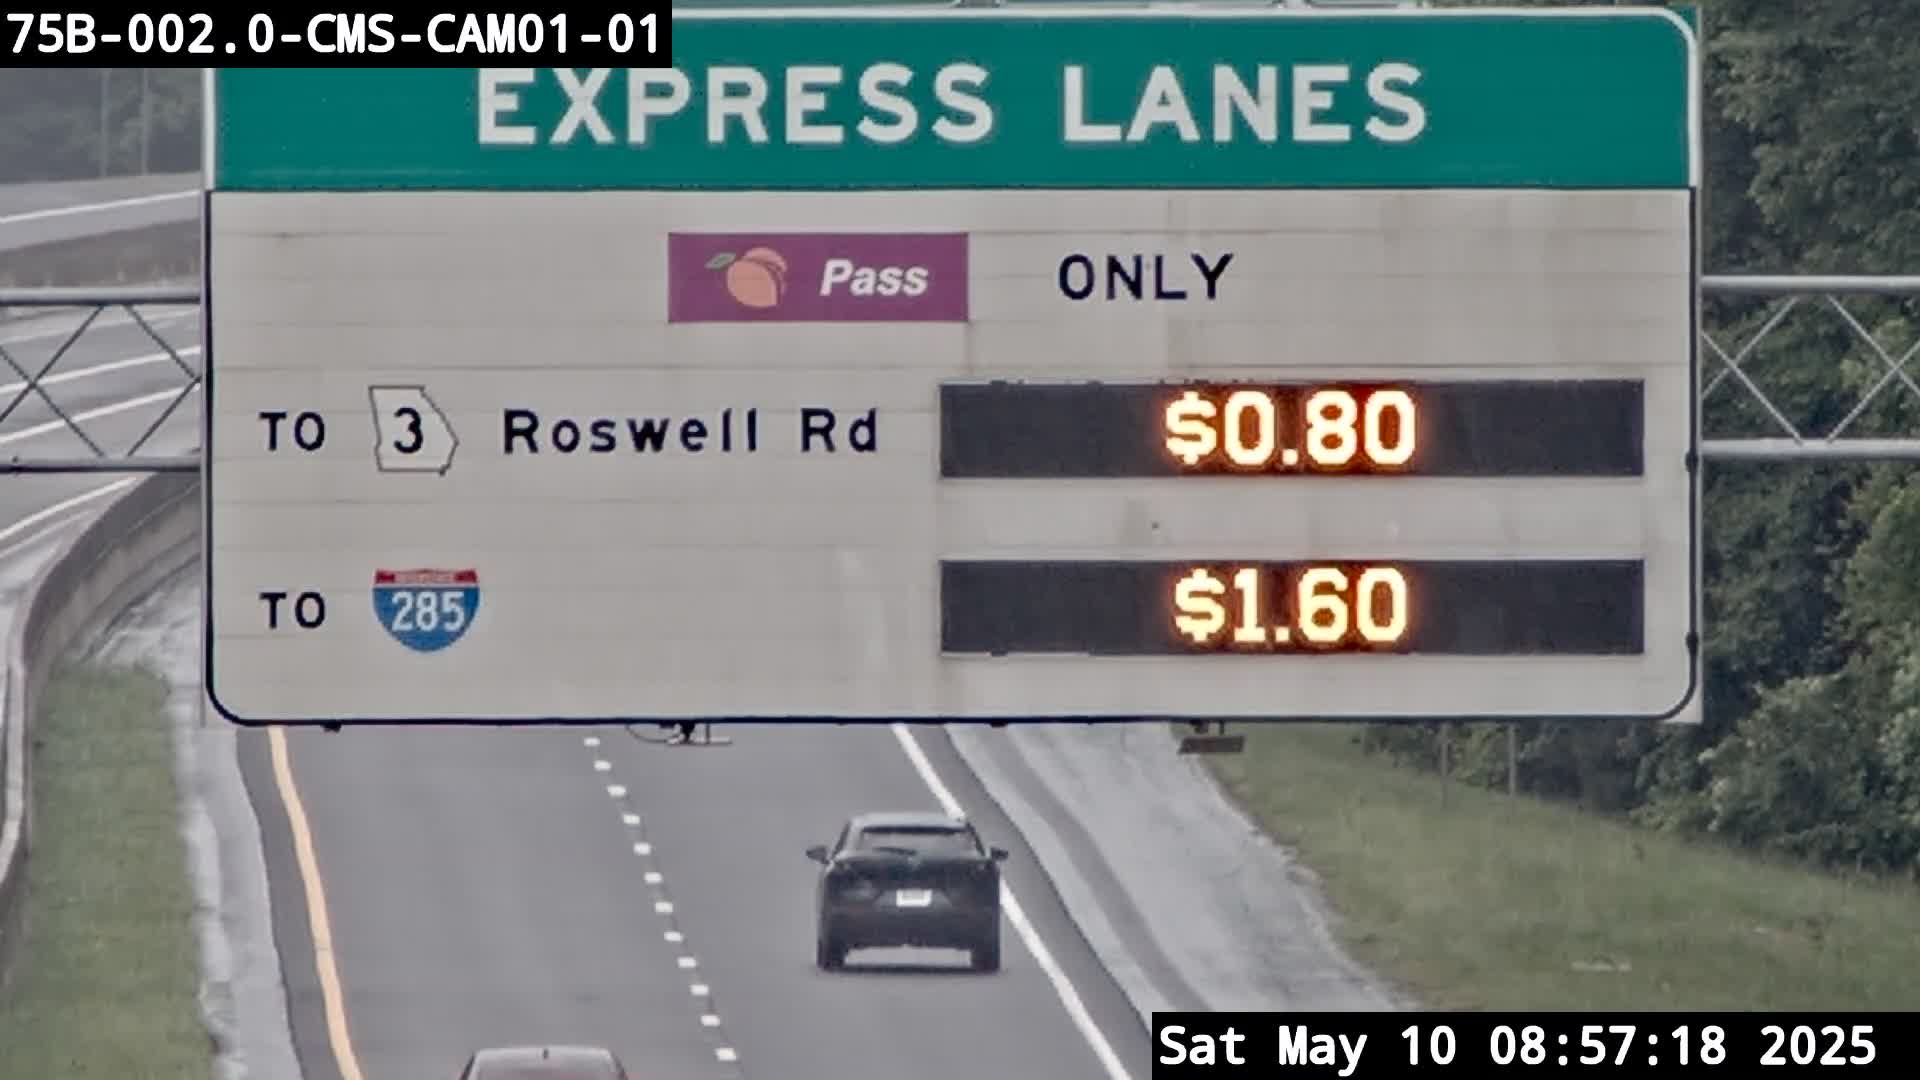 75B-002.0-CMS-CAM01-01
EXPRESS LANES
Pass ONLY
TO 3 Roswell Rd $0.80
TO 285 $1.60
Sat May 10 08:57:18 2025